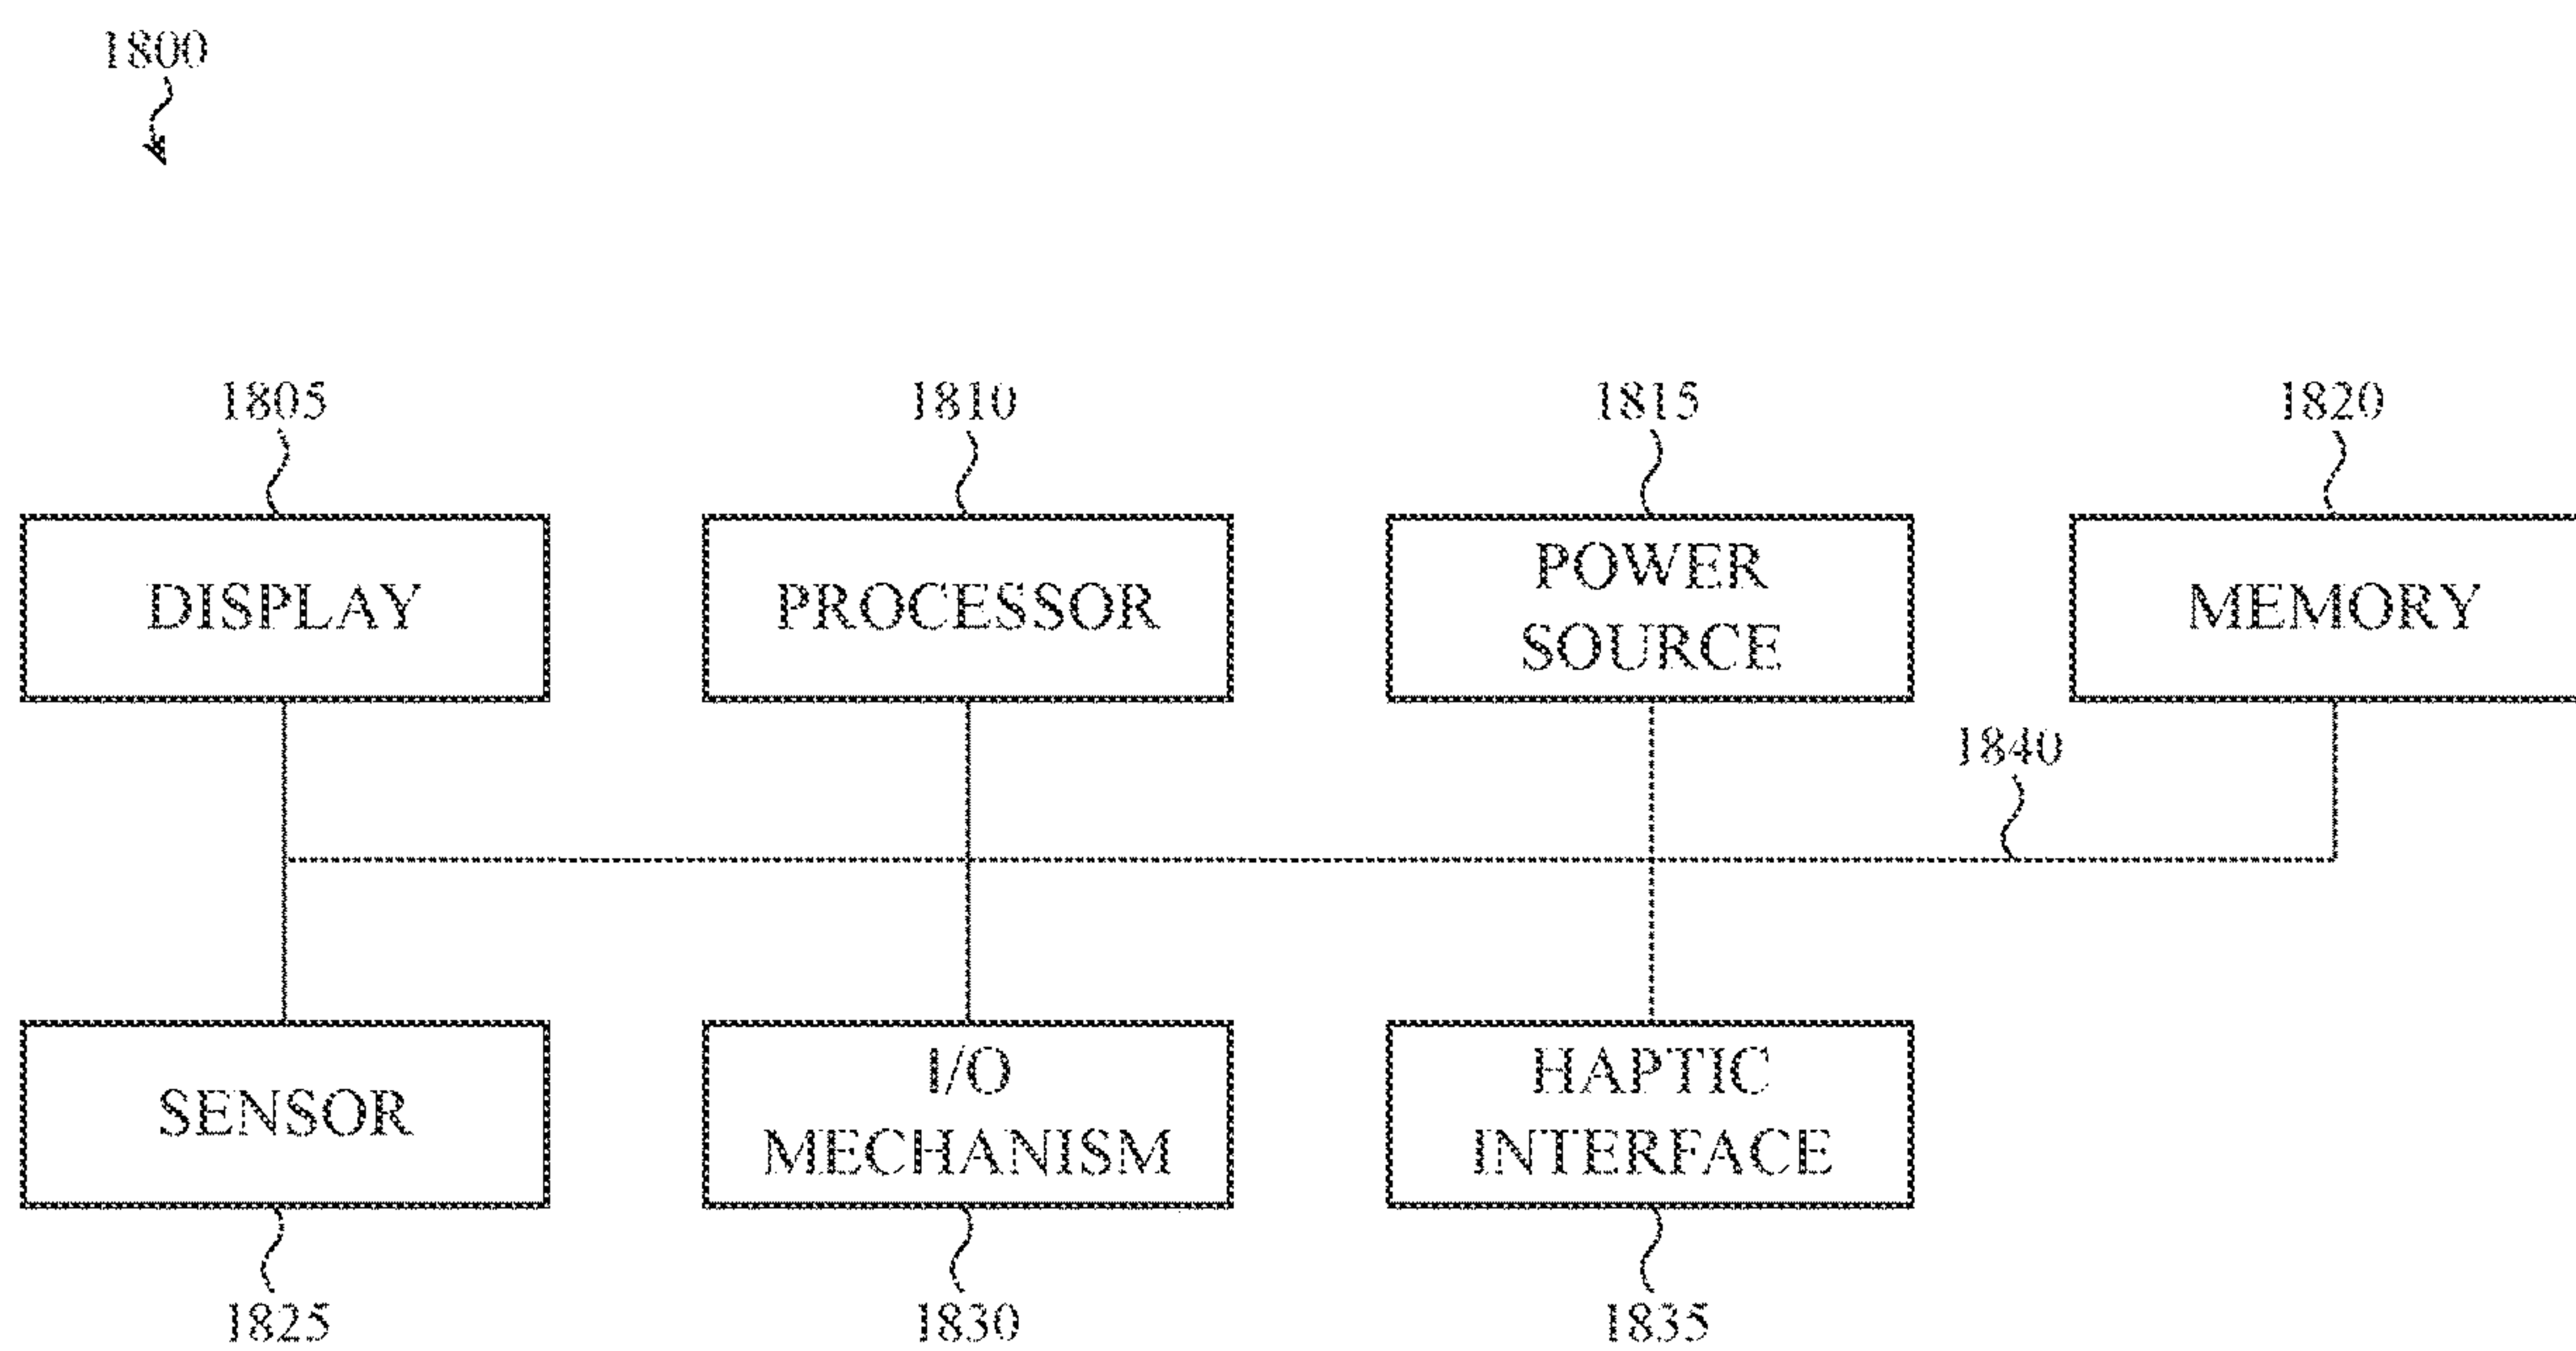 1800
1805
1810
1815
1820
DISPLAY
PROCESSOR
POWER
SOURCE
MEMORY
1840
SENSOR
I/O
MECHANISM
HAPTIC
INTERFACE
1825
1830
1835